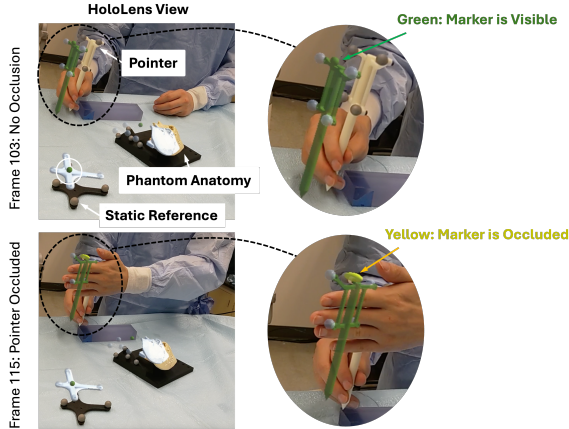 HoloLens View
Green: Marker is Visible
Frame 103: No Occlusion
Pointer
Phantom Anatomy
Static Reference
Yellow: Marker is Occluded
Frame 115: Pointer Occluded